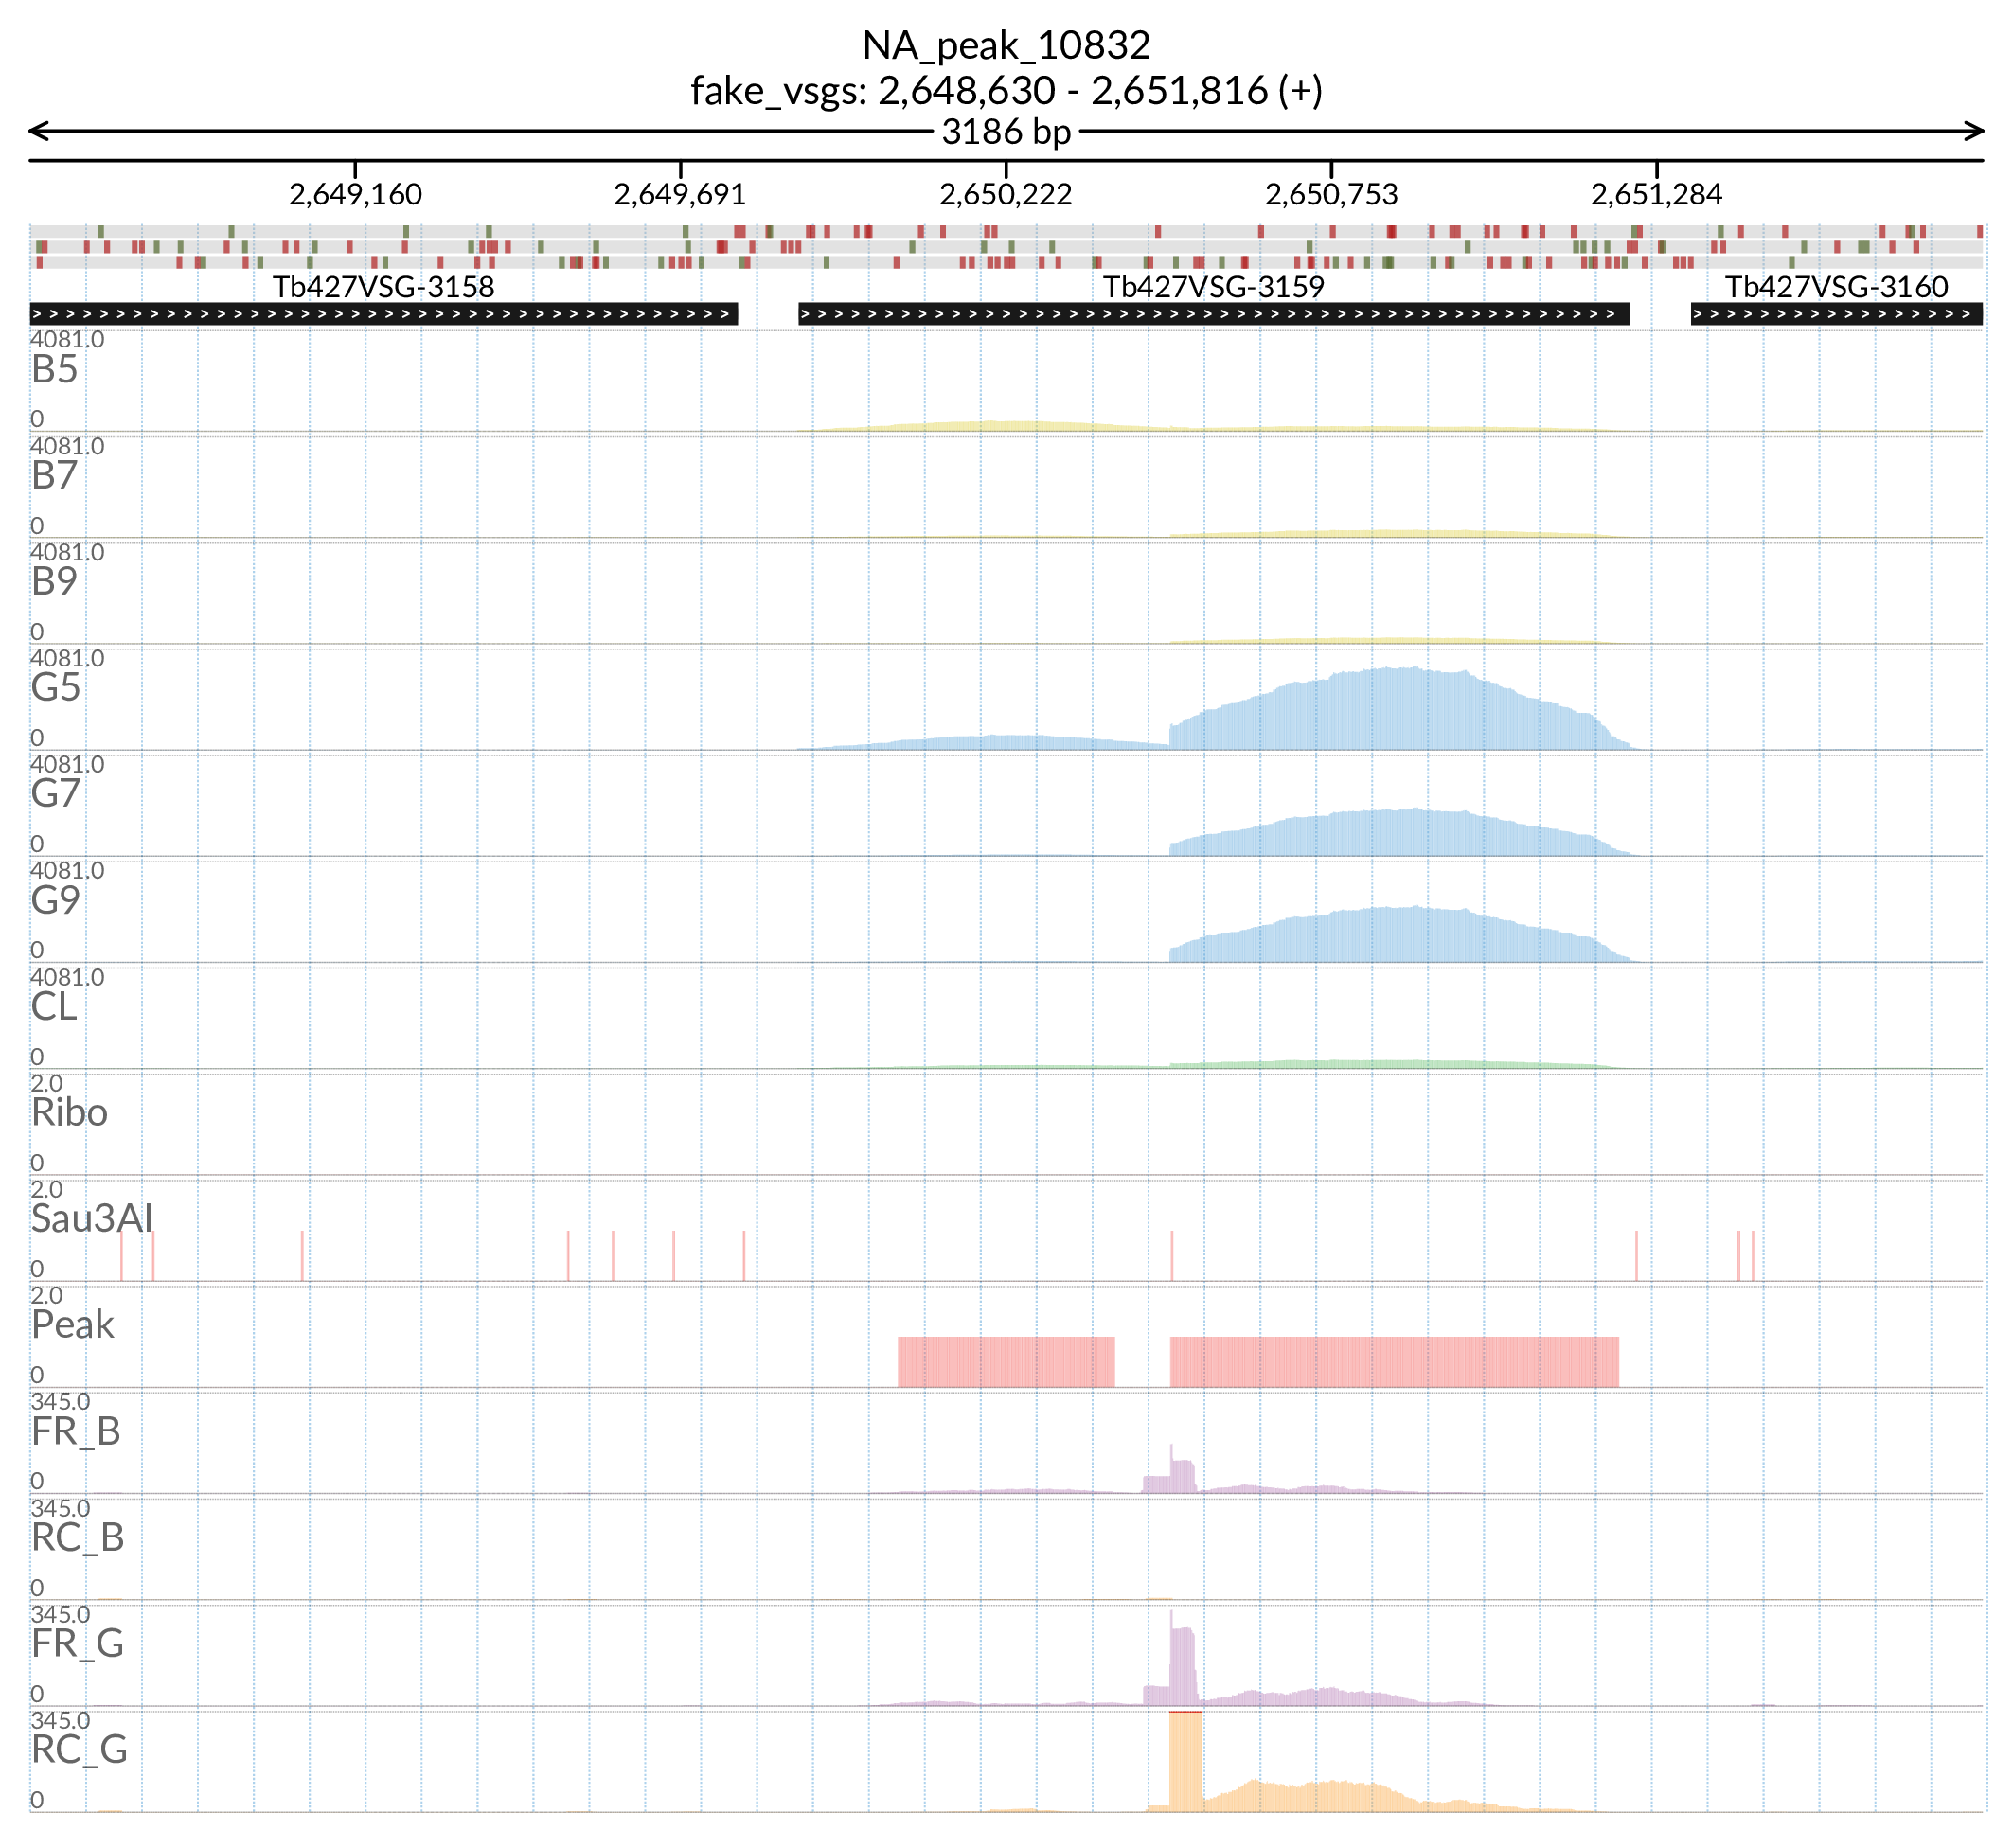 NA_peak_10832
fake_vsgs: 2,648,630 - 2,651,816 (+)
3186 bp
2,649,160 2,649,691 2,650,222 2,650,753 2,651,284
Tb427VSG-3158 Tb427VSG-3159 Tb427VSG-3160
4081.0
B5
0
4081.0
B7
0
4081.0
B9
0
4081.0
G5
0
4081.0
G7
0
4081.0
G9
0
4081.0
CL
0
2.0
Ribo
0
2.0
Sau3AI
0
2.0
Peak
0
345.0
FR_B
0
345.0
RC_B
0
345.0
FR_G
0
345.0
RC_G
0